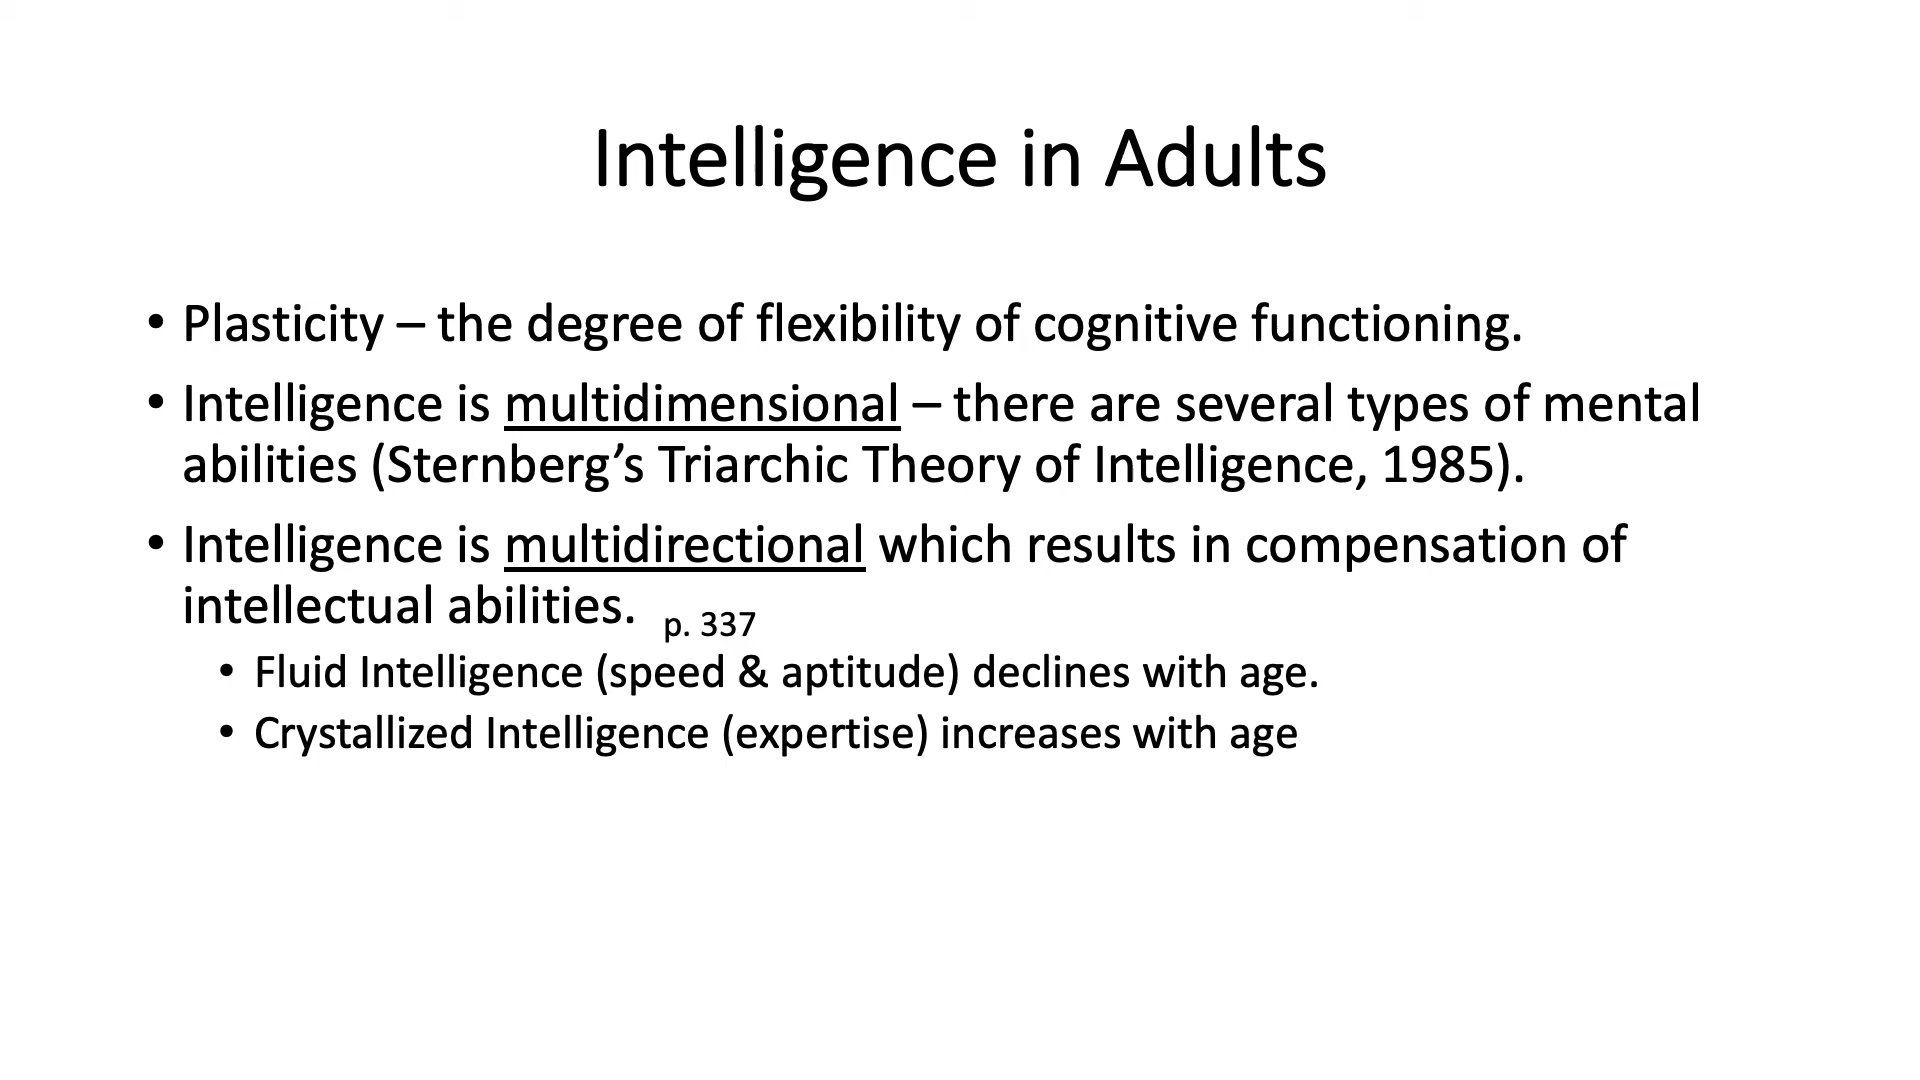 Intelligence in Adults
• Plasticity – the degree of flexibility of cognitive functioning.
• Intelligence is multidimensional – there are several types of mental
abilities (Sternberg’s Triarchic Theory of Intelligence, 1985).
• Intelligence is multidirectional which results in compensation of
intellectual abilities. p. 337
• Fluid Intelligence (speed & aptitude) declines with age.
• Crystallized Intelligence (expertise) increases with age